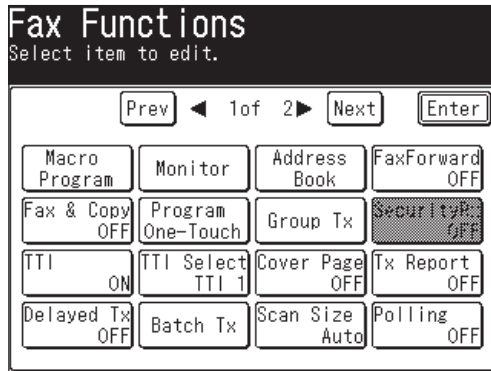 Fax Functions
Select item to edit.
Prev ◀ 1of 2▶ Next Enter
Macro Program
Monitor
Address Book
FaxForward OFF
Fax & Copy OFF
Program One-Touch
Group Tx
SecurityR: OFF
TTI ON
TTI Select TTI 1
Cover Page OFF
Tx Report OFF
Delayed Tx OFF
Batch Tx
Scan Size Auto
Polling OFF